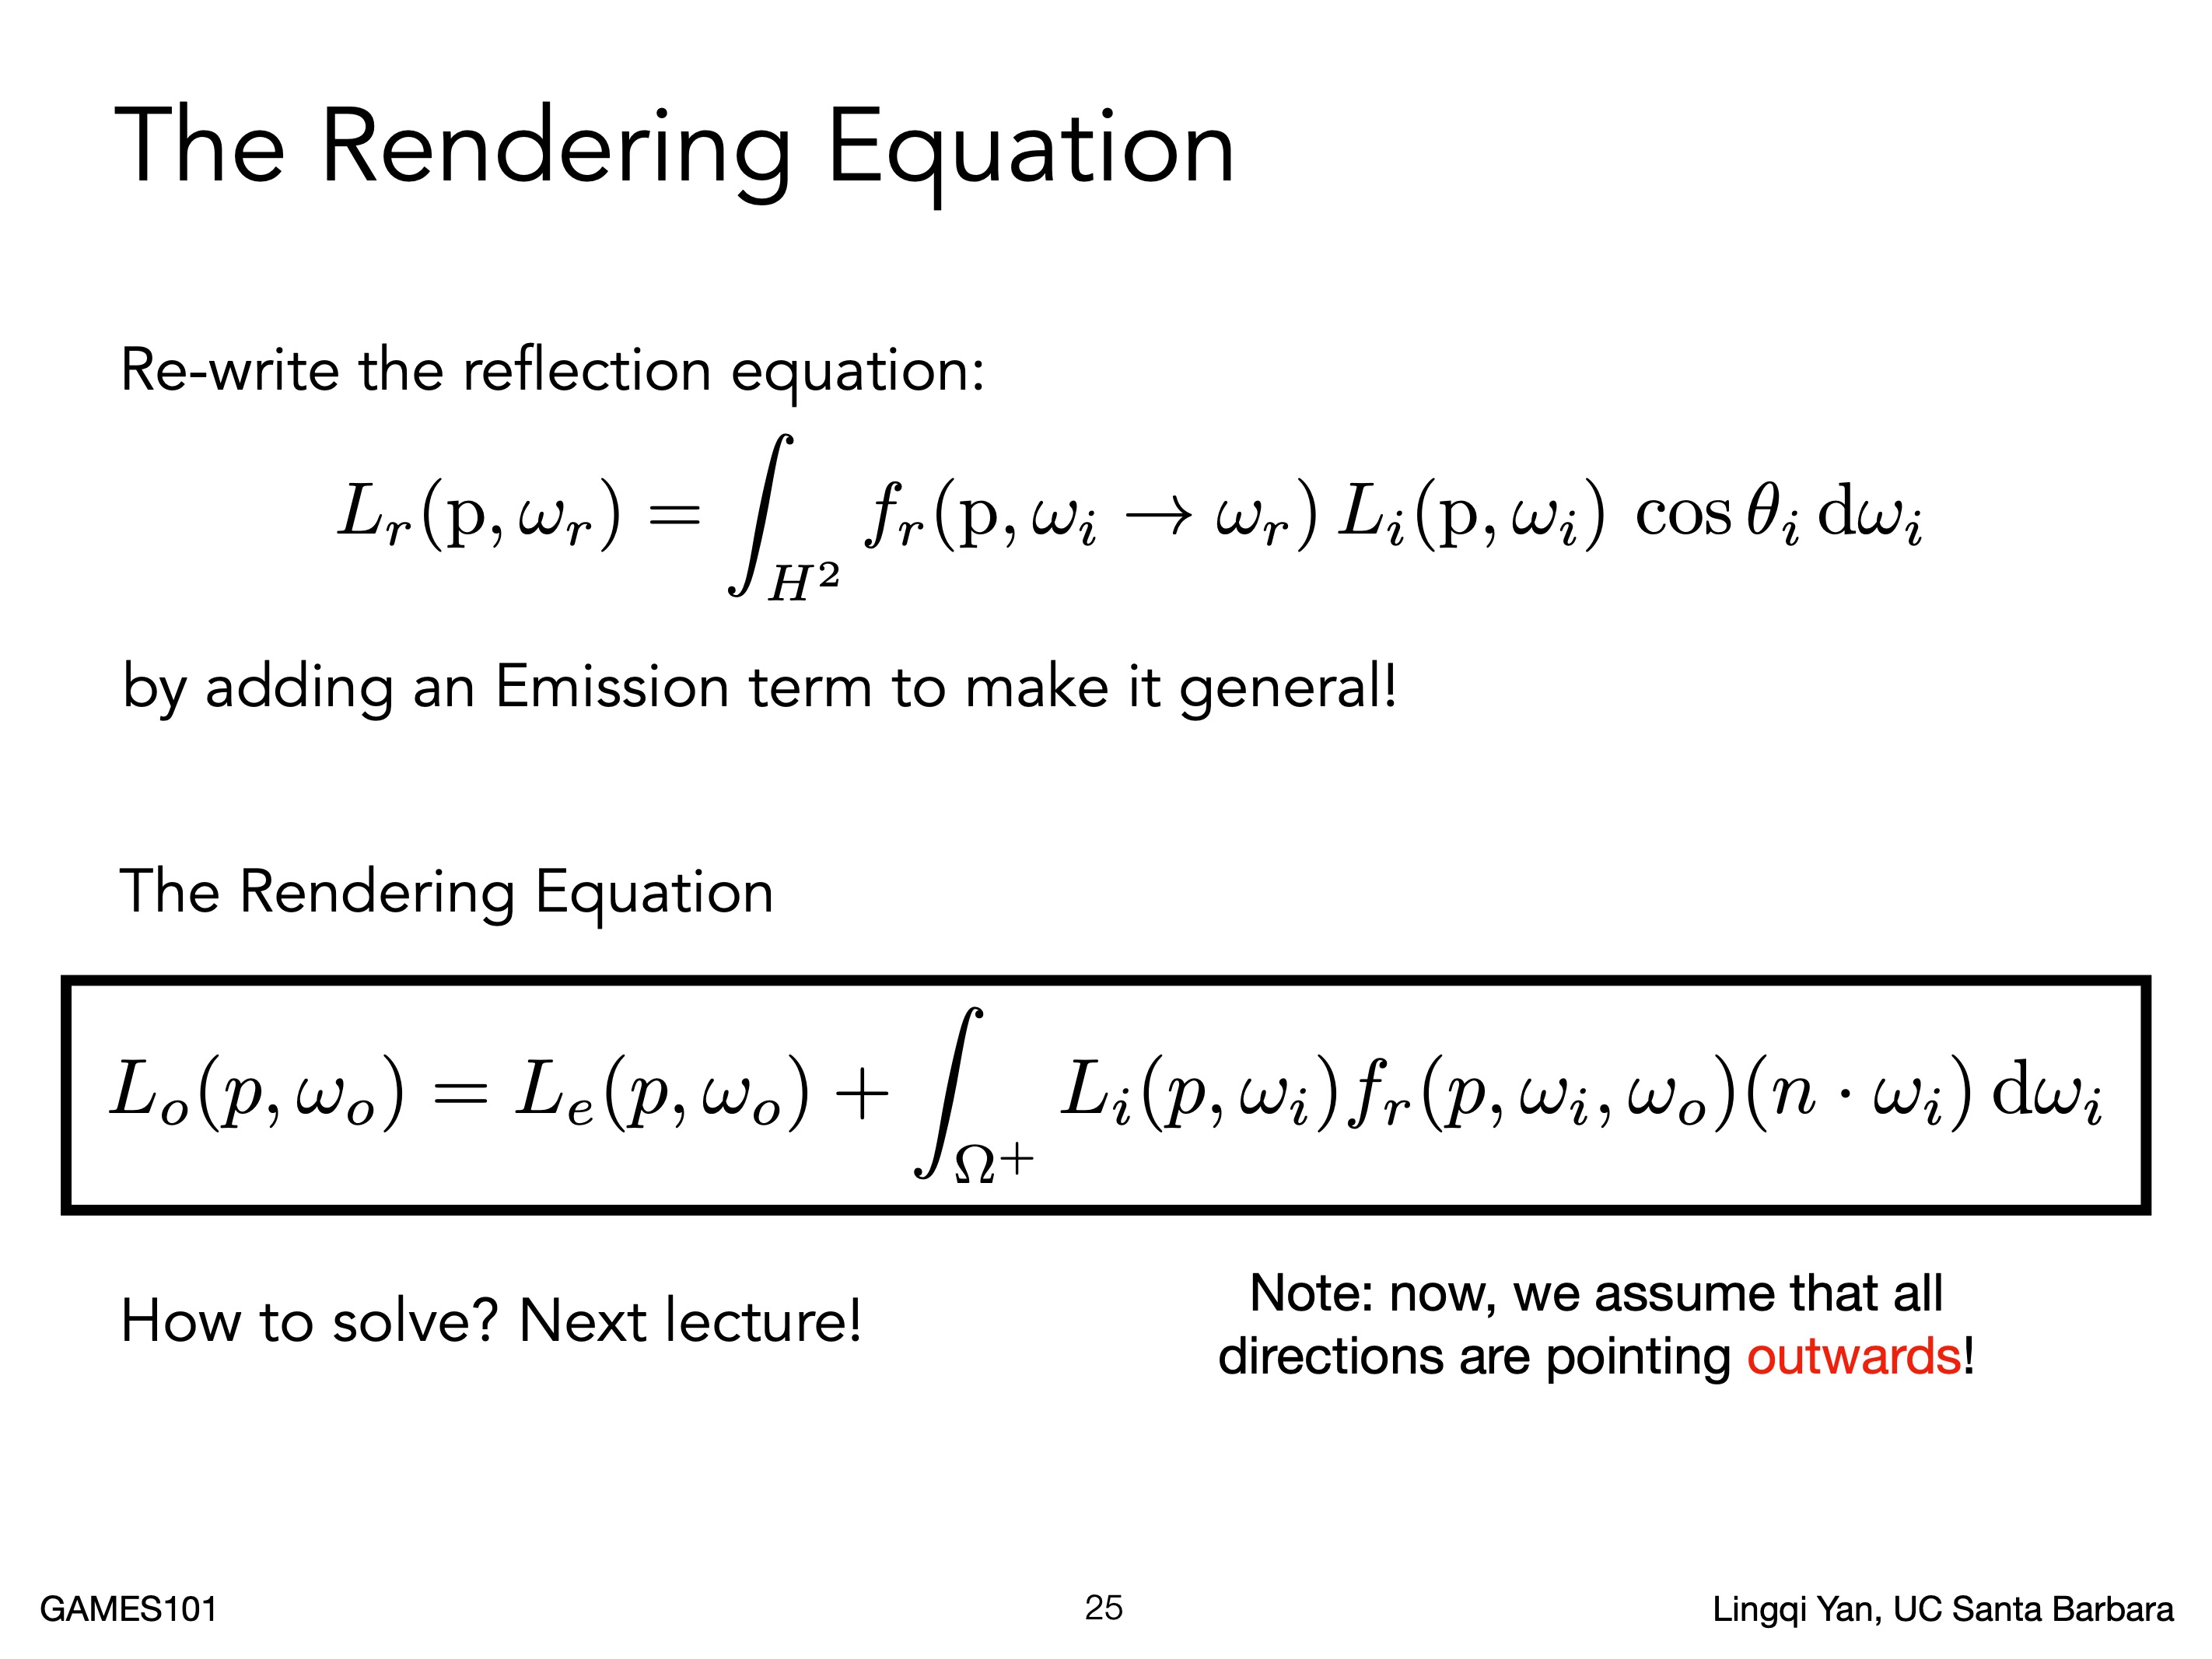 The Rendering Equation
Re-write the reflection equation:
$L_r(\mathrm{p}, \omega_r) = \int_{H^2} f_r(\mathrm{p}, \omega_i \rightarrow \omega_r) \, L_i(\mathrm{p}, \omega_i) \, \cos\theta_i \, \mathrm{d}\omega_i$
by adding an Emission term to make it general!
The Rendering Equation
$L_o(p, \omega_o) = L_e(p, \omega_o) + \int_{\Omega^+} L_i(p, \omega_i) f_r(p, \omega_i, \omega_o)(n \cdot \omega_i) \, \mathrm{d}\omega_i$
How to solve? Next lecture!
Note: now, we assume that all
directions are pointing outwards!
GAMES101
25
Lingqi Yan, UC Santa Barbara